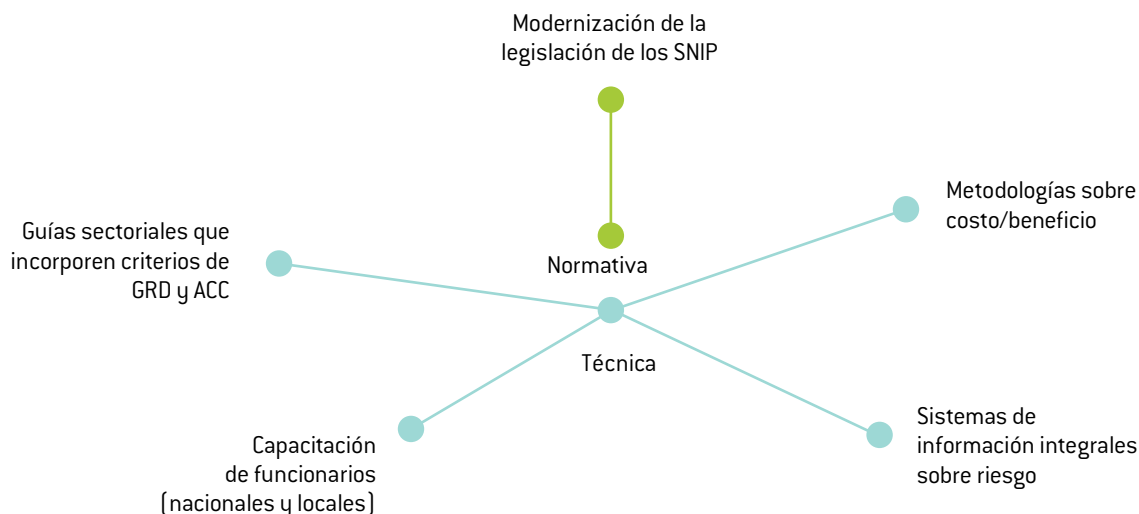 Modernización de la
legislación de los SNIP
Metodologías sobre
costo/beneficio
Guías sectoriales que
incorporen criterios de
GRD y ACC
Normativa
Técnica
Sistemas de
información integrales
sobre riesgo
Capacitación
de funcionarios
(nacionales y locales)